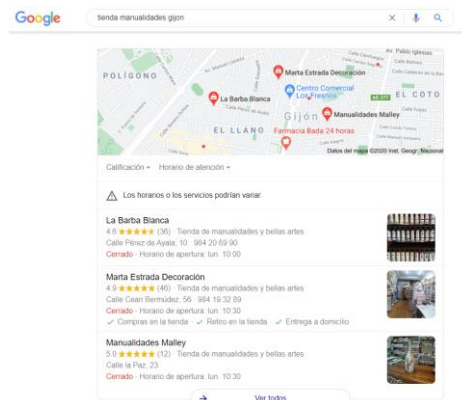 Google
tienda manualidades gijon
Av. Pablo Iglesias
POLÍGONO
Marta Estrada Decoración
Centro Comercial
Los Fresnos
La Barba Blanca
EL COTO
Gijón
Manualidades Malley
EL LLANO
Farmacia Bada 24 horas
Datos del mapa ©2020 Inst. Geogr. Nacional
Calificación
Horario de atención
Los horarios o los servicios podrían variar
La Barba Blanca
4.6 (36) · Tienda de manualidades y bellas artes
Calle Pérez de Ayala, 10 · 984 20 69 90
Cerrado · Horario de apertura: lun. 10:00
Marta Estrada Decoración
4.9 (46) · Tienda de manualidades y bellas artes
Calle Cean Bermúdez, 56 · 984 19 32 89
Cerrado · Horario de apertura: lun. 10:30
Compras en la tienda · Retiro en la tienda · Entrega a domicilio
Manualidades Malley
5.0 (12) · Tienda de manualidades y bellas artes
Calle la Paz, 23
Cerrado · Horario de apertura: lun. 10:30
Ver todos